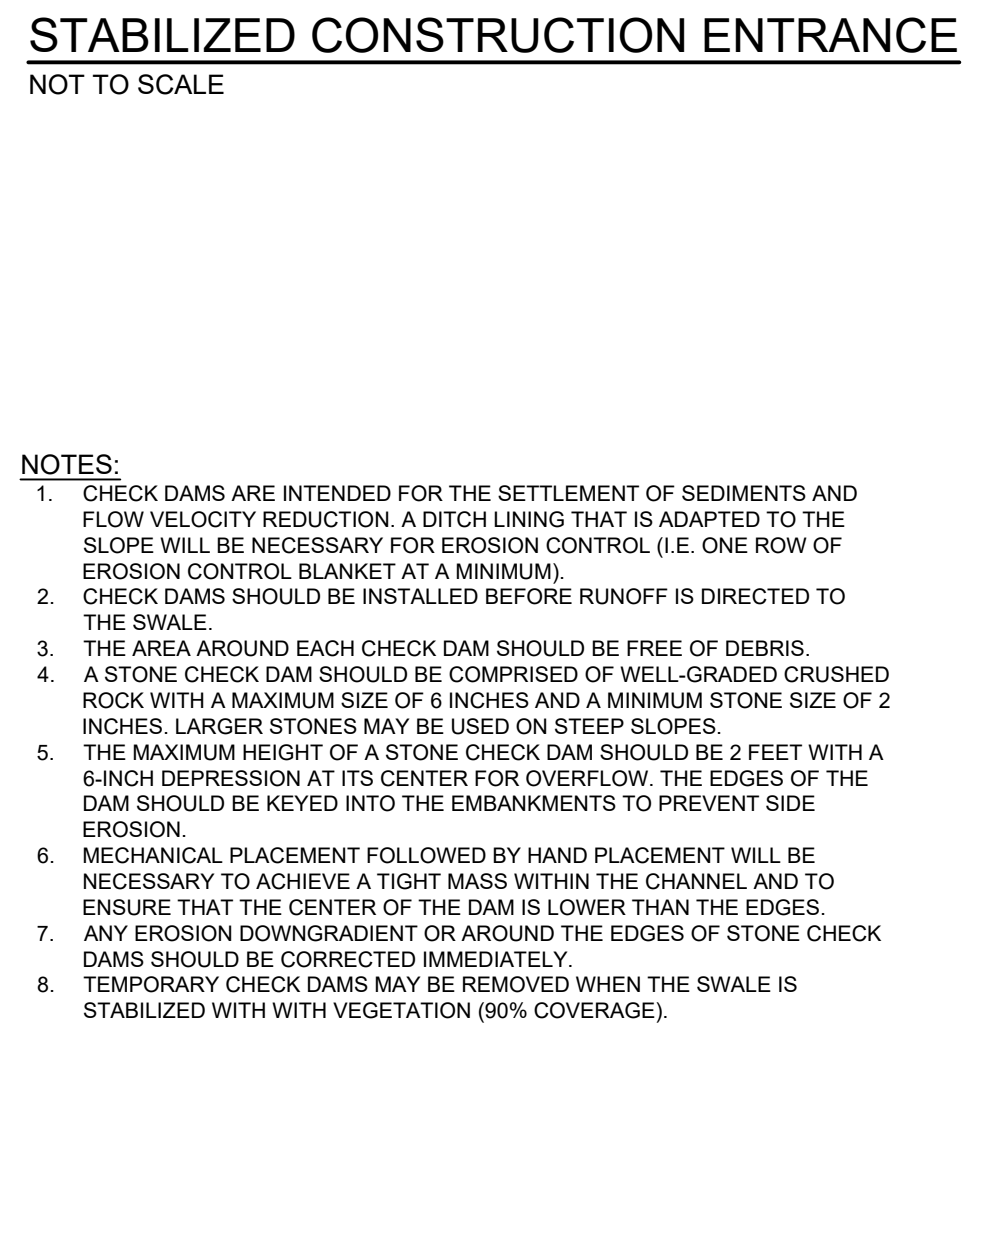 STABILIZED CONSTRUCTION ENTRANCE
NOT TO SCALE
NOTES:
1. CHECK DAMS ARE INTENDED FOR THE SETTLEMENT OF SEDIMENTS AND
FLOW VELOCITY REDUCTION. A DITCH LINING THAT IS ADAPTED TO THE
SLOPE WILL BE NECESSARY FOR EROSION CONTROL (I.E. ONE ROW OF
EROSION CONTROL BLANKET AT A MINIMUM).
2. CHECK DAMS SHOULD BE INSTALLED BEFORE RUNOFF IS DIRECTED TO
THE SWALE.
3. THE AREA AROUND EACH CHECK DAM SHOULD BE FREE OF DEBRIS.
4. A STONE CHECK DAM SHOULD BE COMPRISED OF WELL-GRADED CRUSHED
ROCK WITH A MAXIMUM SIZE OF 6 INCHES AND A MINIMUM STONE SIZE OF 2
INCHES. LARGER STONES MAY BE USED ON STEEP SLOPES.
5. THE MAXIMUM HEIGHT OF A STONE CHECK DAM SHOULD BE 2 FEET WITH A
6-INCH DEPRESSION AT ITS CENTER FOR OVERFLOW. THE EDGES OF THE
DAM SHOULD BE KEYED INTO THE EMBANKMENTS TO PREVENT SIDE
EROSION.
6. MECHANICAL PLACEMENT FOLLOWED BY HAND PLACEMENT WILL BE
NECESSARY TO ACHIEVE A TIGHT MASS WITHIN THE CHANNEL AND TO
ENSURE THAT THE CENTER OF THE DAM IS LOWER THAN THE EDGES.
7. ANY EROSION DOWNGRADIENT OR AROUND THE EDGES OF STONE CHECK
DAMS SHOULD BE CORRECTED IMMEDIATELY.
8. TEMPORARY CHECK DAMS MAY BE REMOVED WHEN THE SWALE IS
STABILIZED WITH WITH VEGETATION (90% COVERAGE).